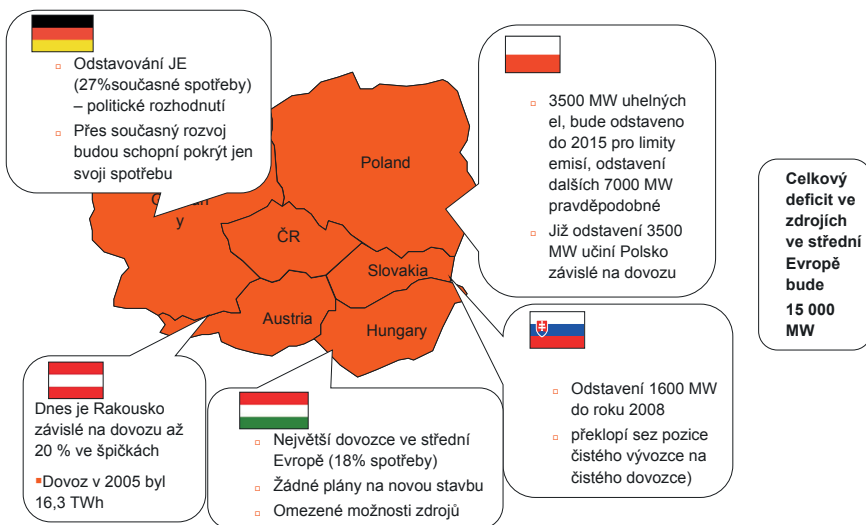 Odstavování JE
(27%současné spotřeby)
– politické rozhodnutí
Přes současný rozvoj
budou schopní pokrýt jen
svoji spotřebu
y
Poland
ČR
Slovakia
Austria
Hungary
3500 MW uhelných
el, bude odstaveno
do 2015 pro limity
emisí, odstavení
dalších 7000 MW
pravděpodobné
Již odstavení 3500
MW učiní Polsko
závislé na dovozu
Celkový
deficit ve
zdrojích
ve střední
Evropě
bude
15 000
MW
Dnes je Rakousko
závislé na dovozu až
20 % ve špičkách
Dovoz v 2005 byl
16,3 TWh
Největší dovozce ve střední
Evropě (18% spotřeby)
Žádné plány na novou stavbu
Omezené možnosti zdrojů
Odstavení 1600 MW
do roku 2008
překlopí sez pozice
čistého vývozce na
čistého dovozce)